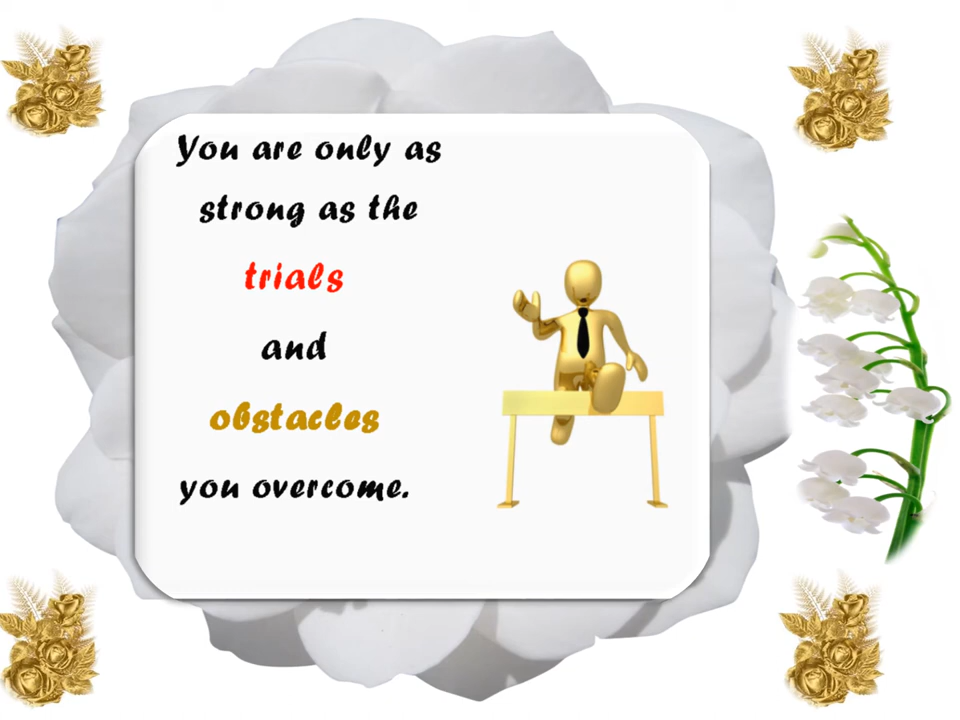 You are only as
strong as the
trials
and
obstacles
you overcome.